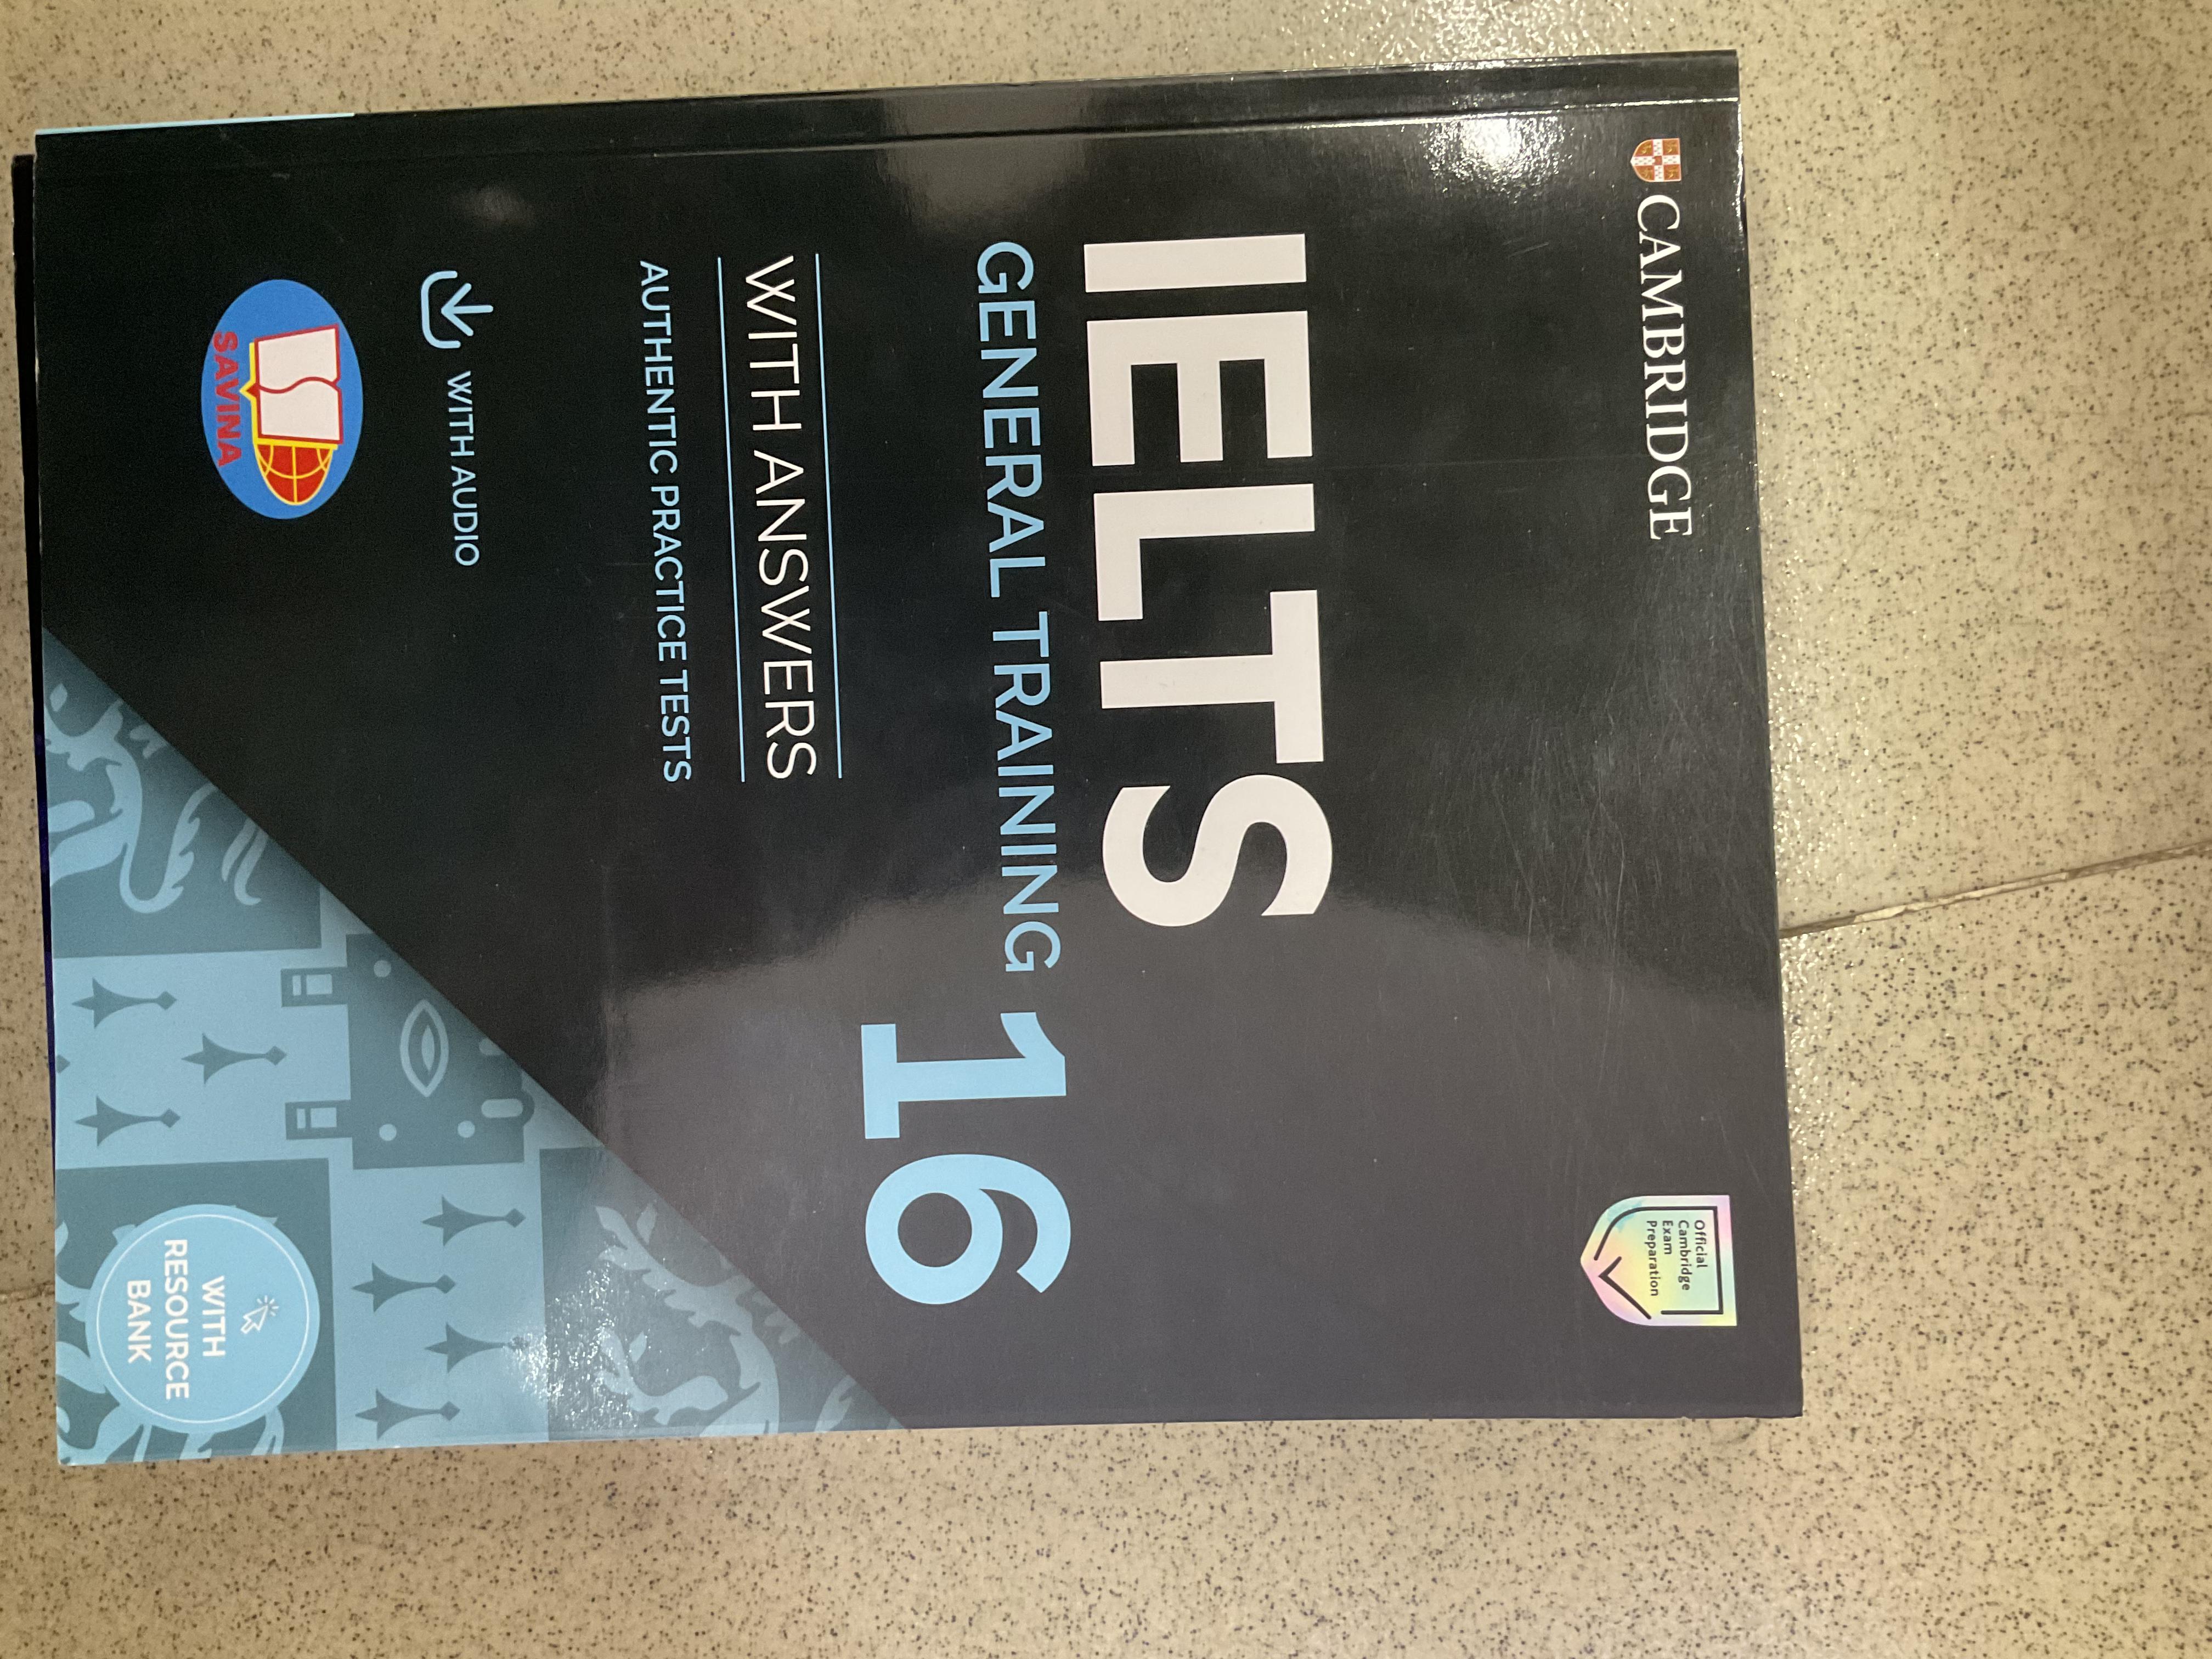 CAMBRIDGE
Official
Cambridge
Exam
Preparation
IELTS
GENERAL TRAINING 16
WITH ANSWERS
AUTHENTIC PRACTICE TESTS
WITH AUDIO
SAVINA
WITH
RESOURCE
BANK